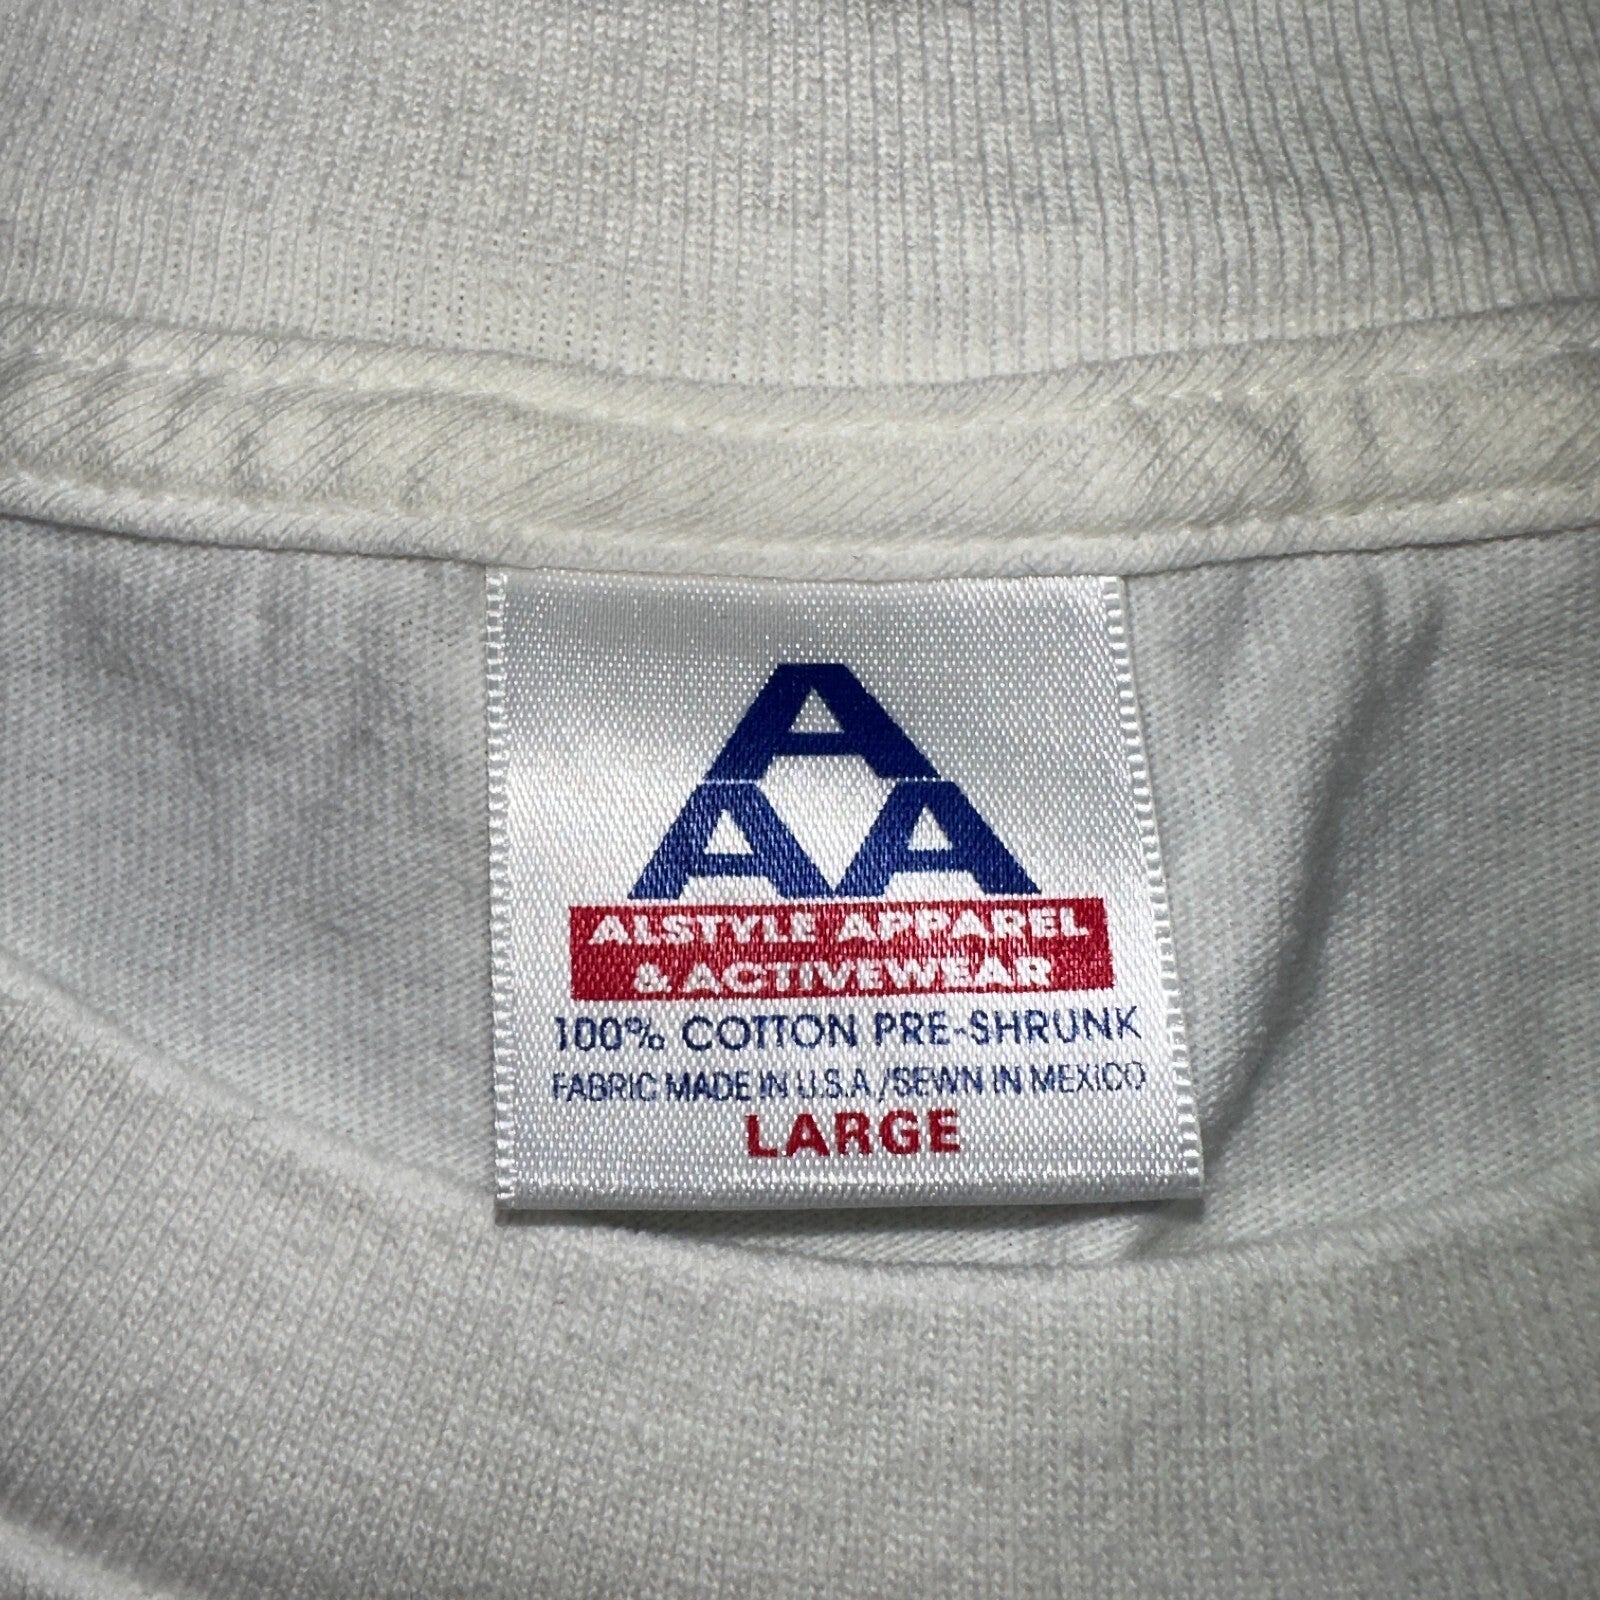 A
AA
ALSTYLE APPAREL
& ACTIVEWEAR
100% COTTON PRE-SHRUNK
FABRIC MADE IN U.S.A./SEWN IN MEXICO
LARGE